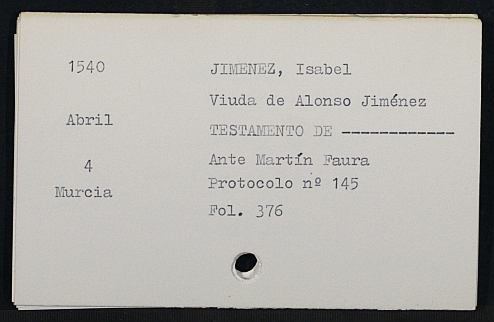 1540
JIMENEZ, Isabel
Viuda de Alonso Jiménez
Abril
TESTAMENTO DE ------------
4
Ante Martín Faura
Protocolo nº 145
Murcia
Fol. 376